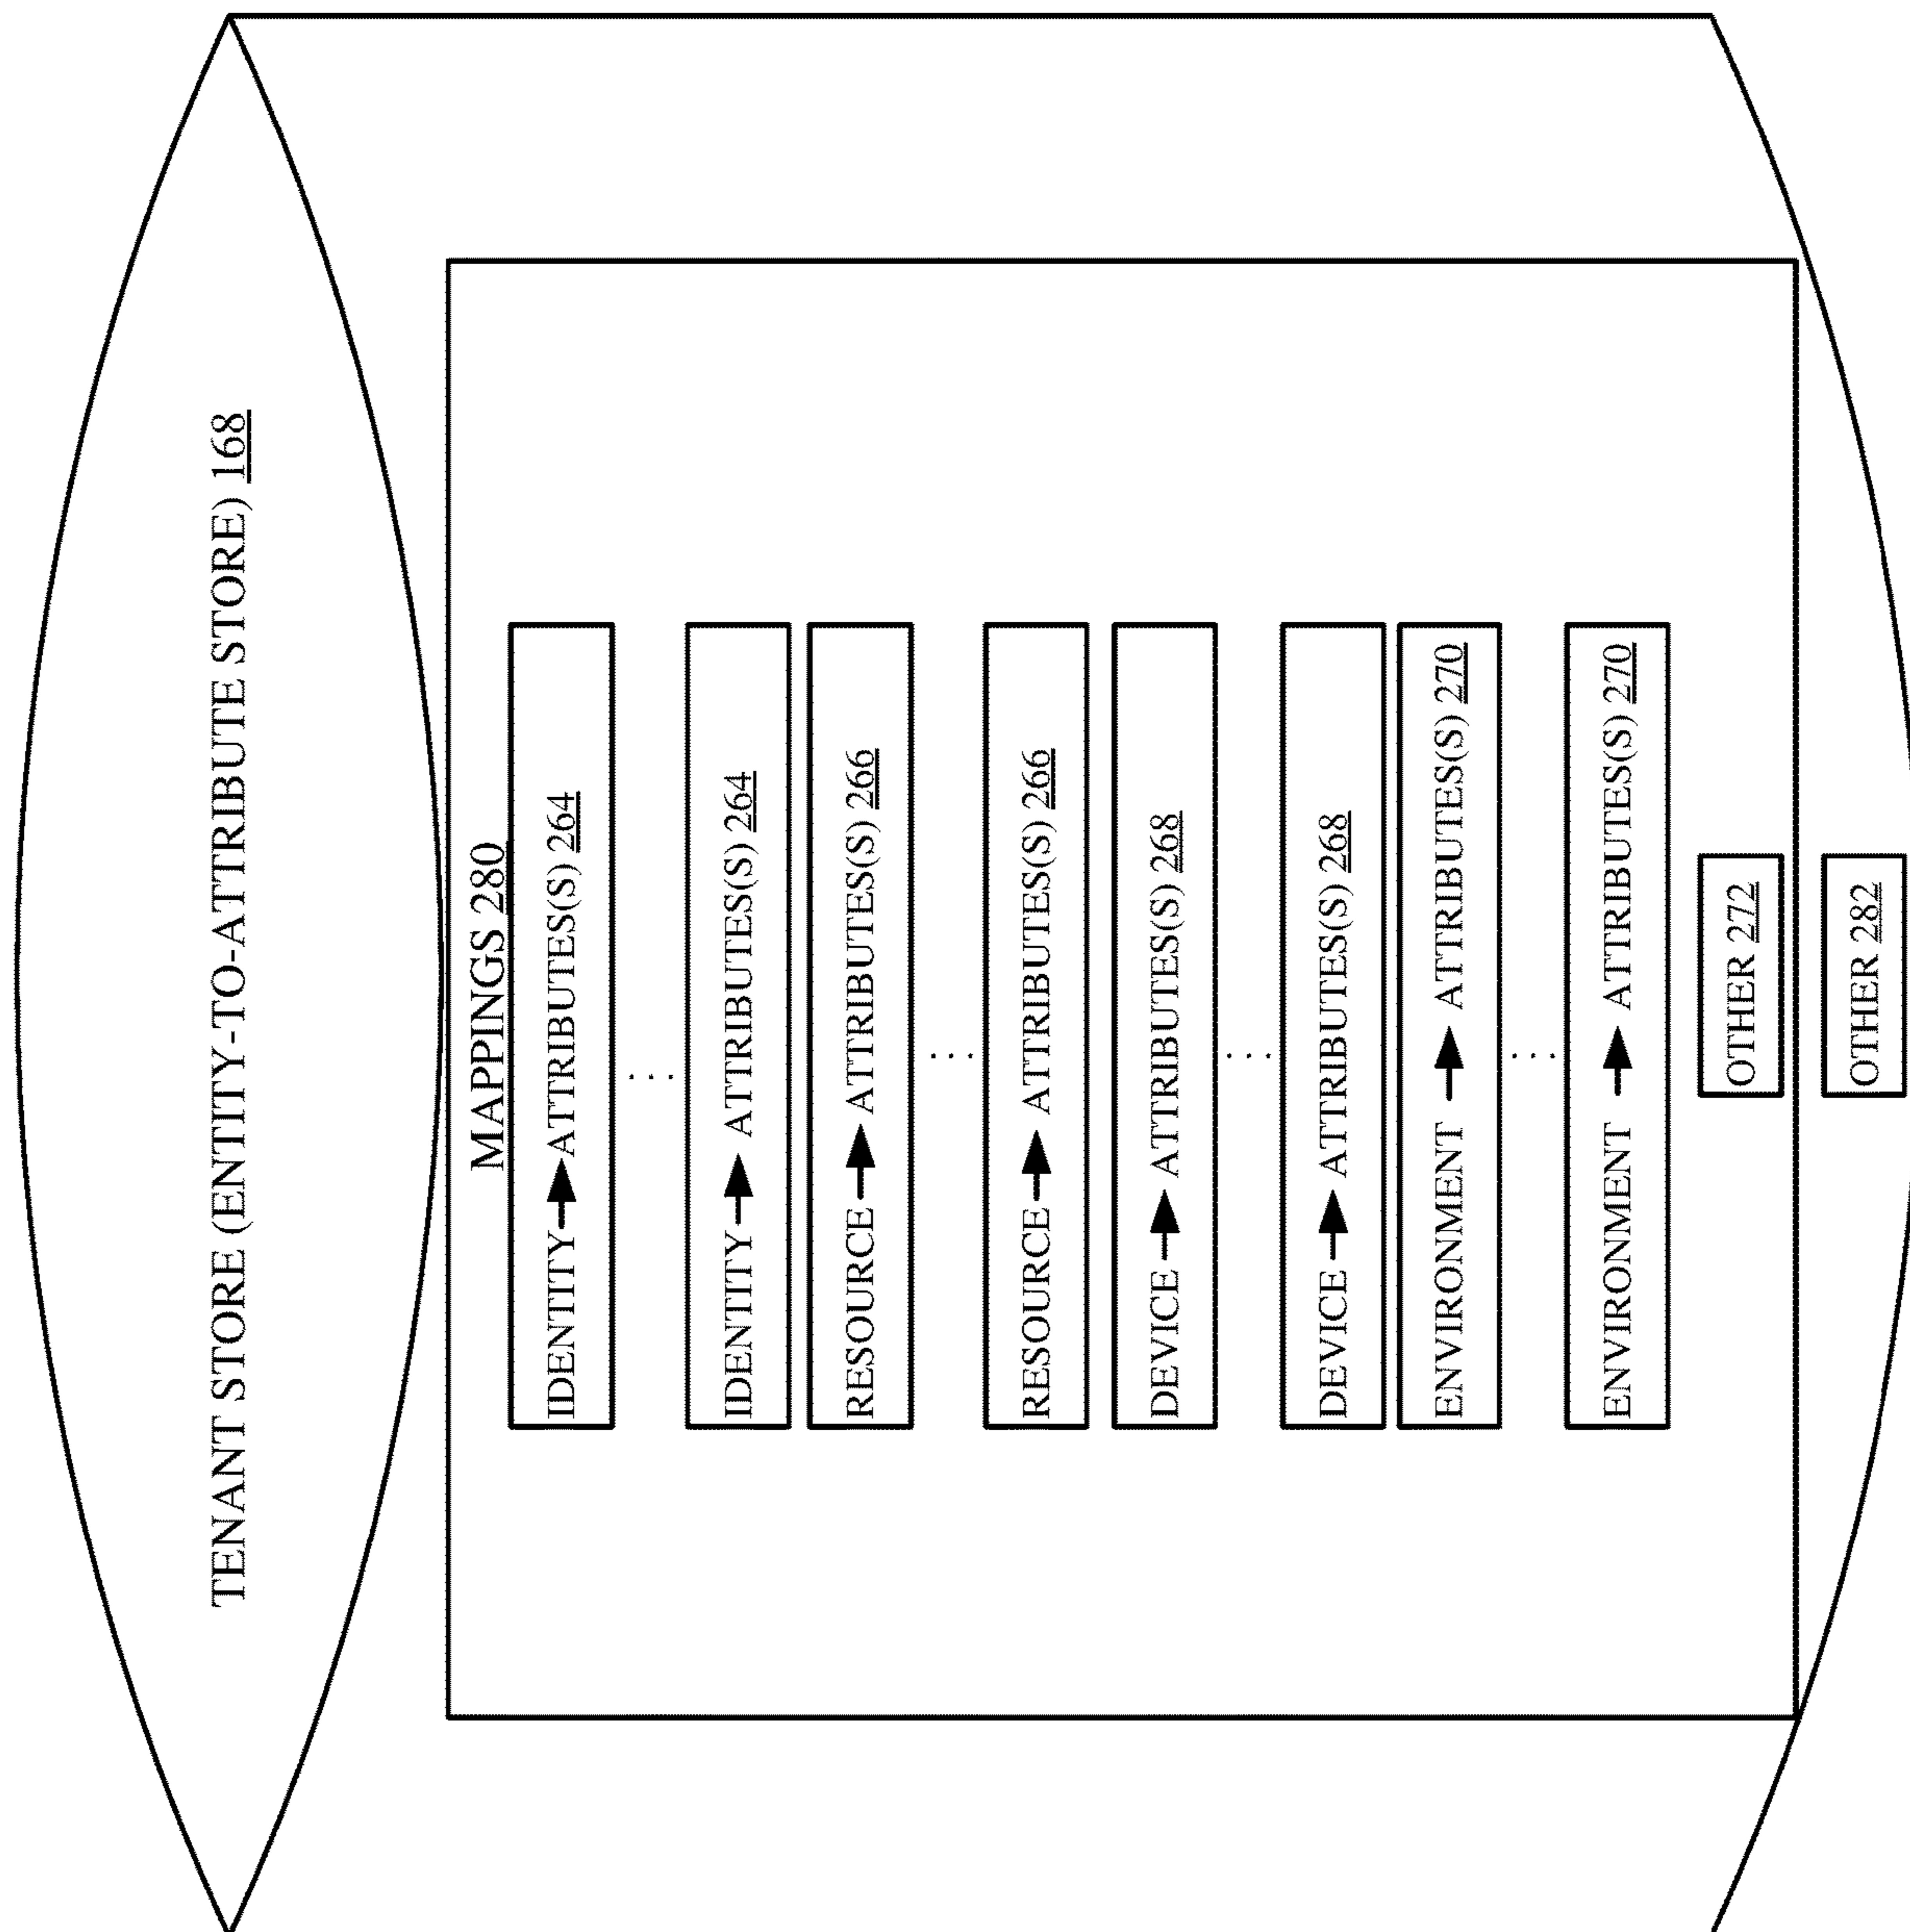 TENANT STORE (ENTITY-TO-ATTRIBUTE STORE) 168
MAPPINGS 280
IDENTITY ATTRIBUTES(S) 264
...
IDENTITY ATTRIBUTES(S) 264
RESOURCE ATTRIBUTES(S) 266
...
RESOURCE ATTRIBUTES(S) 266
DEVICE ATTRIBUTES(S) 268
...
DEVICE ATTRIBUTES(S) 268
ENVIRONMENT ATTRIBUTES(S) 270
...
ENVIRONMENT ATTRIBUTES(S) 270
OTHER 272
OTHER 282